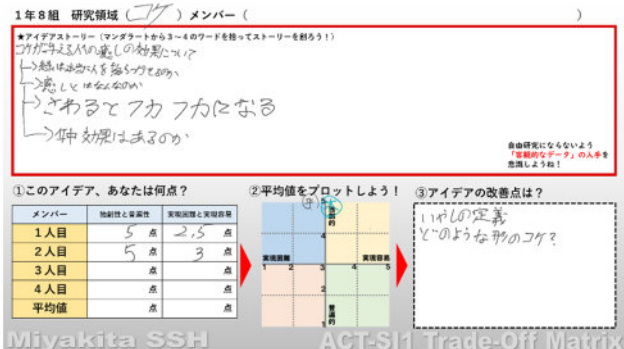 1年8組 研究領域（コケ）メンバー（ ）
★アイデアストーリー（マンダラートから3～4のワードを拾ってストーリーを創ろう！）
コケが与える人への癒しの効果について
→緑は本当に人を落ちつかせるのか
→癒しとはなんなのか
→さわるとフカフカになる
効果はあるのか
自由研究にならないよう
「客観的なデータ」の入手を
意識しようね！
①このアイデア、あなたは何点？
メンバー 独創性と普遍性 実現困難と実現容易
1人目 5 点 2.5 点
2人目 5 点 3 点
3人目 点 点
4人目 点 点
平均値 点 点
②平均値をプロットしよう！
5
独創的
4
実現困難 実現容易
1 2 3 4 5
2
普遍的
1
③アイデアの改善点は？
いやしの定義
どのような形のコケ？
Miyakita SSH
ACT-SI1 Trade-Off Matrix